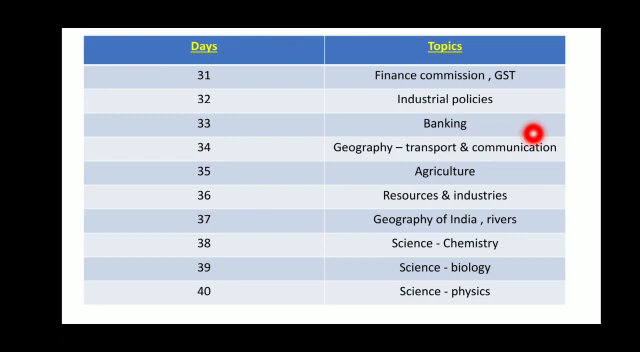 Days Topics
31 Finance commission , GST
32 Industrial policies
33 Banking
34 Geography – transport & communication
35 Agriculture
36 Resources & industries
37 Geography of India , rivers
38 Science - Chemistry
39 Science - biology
40 Science - physics